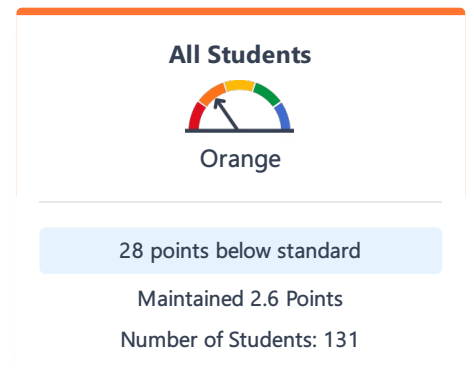 All Students
Orange
28 points below standard
Maintained 2.6 Points
Number of Students: 131